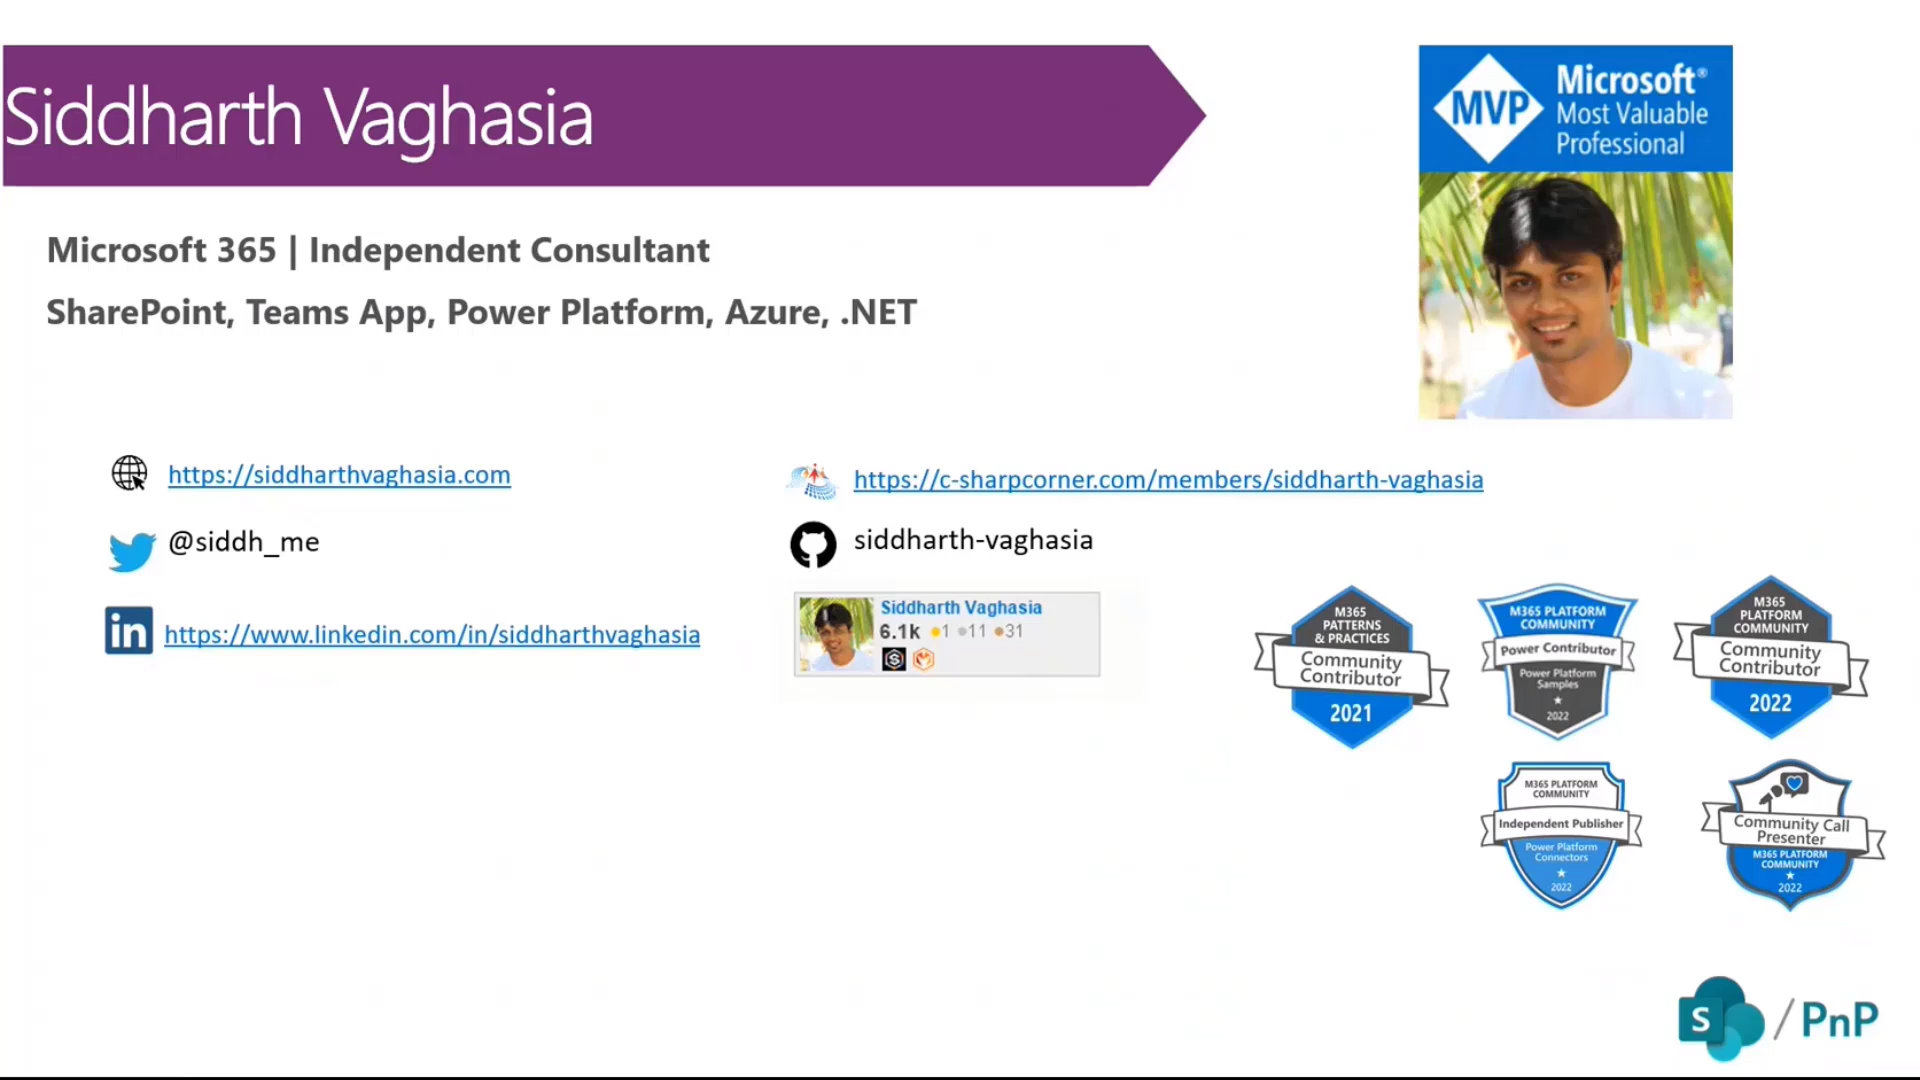 Siddharth Vaghasia
MVP
Microsoft®
Most Valuable
Professional
Microsoft 365 | Independent Consultant
SharePoint, Teams App, Power Platform, Azure, .NET
https://siddharthvaghasia.com
https://c-sharpcorner.com/members/siddharth-vaghasia
@siddh_me
siddharth-vaghasia
in
https://www.linkedin.com/in/siddharthvaghasia
Siddharth Vaghasia
6.1k 1 11 31
M365
PATTERNS
& PRACTICES
Community
Contributor
2021
M365 PLATFORM
COMMUNITY
Power Contributor
Power Platform
Samples
2022
M365
PLATFORM
COMMUNITY
Community
Contributor
2022
M365 PLATFORM
COMMUNITY
Independent Publisher
Power Platform
Connectors
2022
Community Call
Presenter
M365 PLATFORM
COMMUNITY
2022
S / PnP